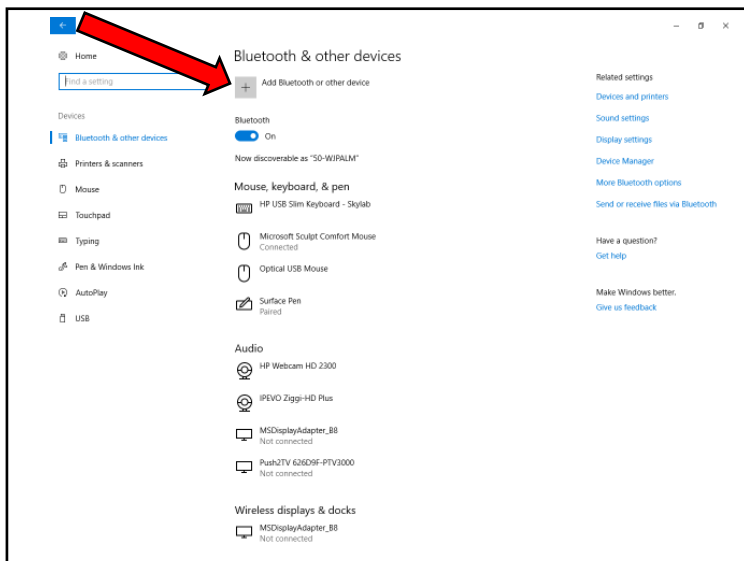 Home
Find a setting
Devices
Bluetooth & other devices
Printers & scanners
Mouse
Touchpad
Typing
Pen & Windows Ink
AutoPlay
USB
Bluetooth & other devices
Add Bluetooth or other device
Bluetooth
On
Now discoverable as "50-WJPALM"
Mouse, keyboard, & pen
HP USB Slim Keyboard - Skylab
Microsoft Sculpt Comfort Mouse
Connected
Optical USB Mouse
Surface Pen
Paired
Audio
HP Webcam HD 2300
IPEVO Ziggi-HD Plus
MSDisplayAdapter_B8
Not connected
Push2TV 626D9F-PTV3000
Not connected
Wireless displays & docks
MSDisplayAdapter_B8
Not connected
Related settings
Devices and printers
Sound settings
Display settings
Device Manager
More Bluetooth options
Send or receive files via Bluetooth
Have a question?
Get help
Make Windows better.
Give us feedback